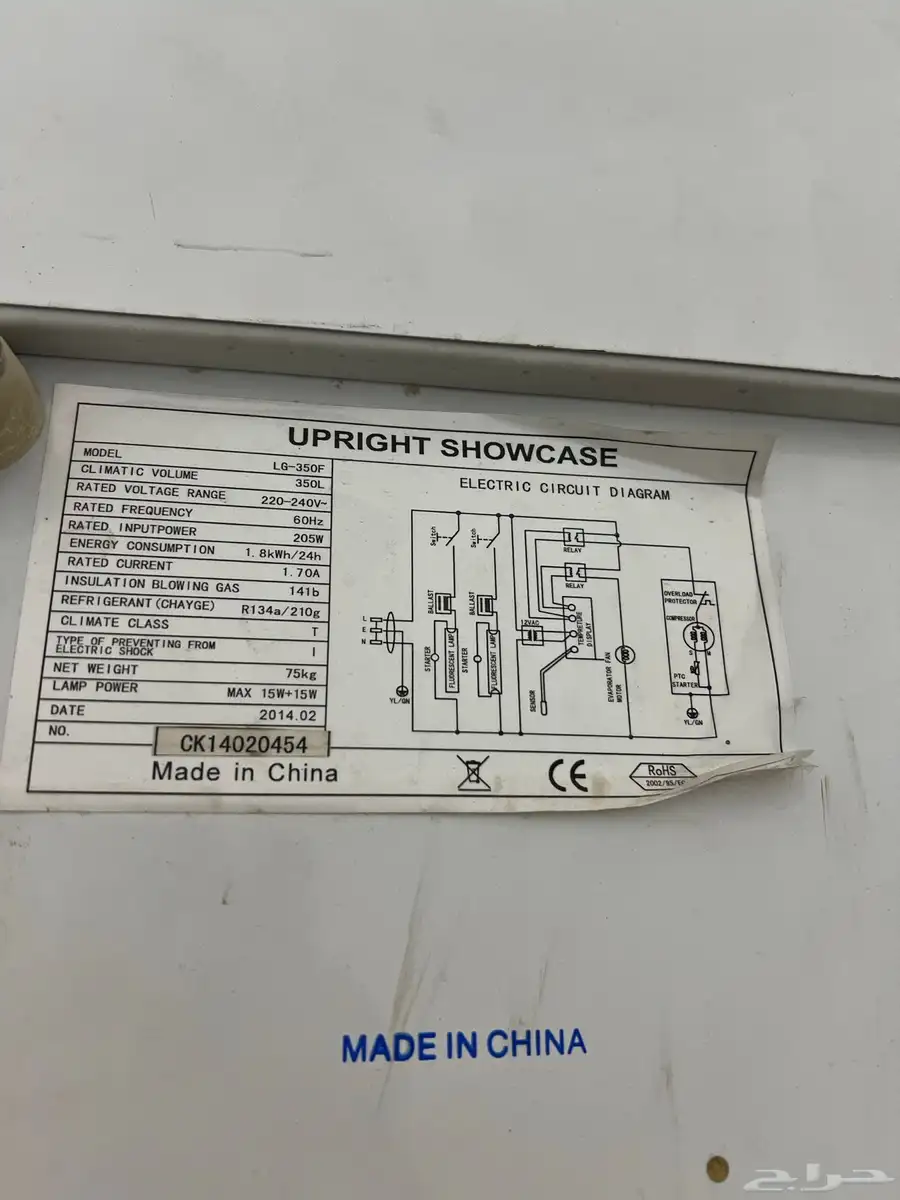 UPRIGHT SHOWCASE
MODEL LG-350F
CLIMATIC VOLUME 350L
RATED VOLTAGE RANGE 220-240V~
RATED FREQUENCY 60Hz
RATED INPUTPOWER 205W
ENERGY CONSUMPTION 1.8kWh/24h
RATED CURRENT 1.70A
INSULATION BLOWING GAS 141b
REFRIGERANT(CHAYGE) R134a/210g
CLIMATE CLASS T
TYPE OF PREVENTING FROM
ELECTRIC SHOCK I
NET WEIGHT 75kg
LAMP POWER MAX 15W+15W
DATE 2014.02
NO. CK14020454
ELECTRIC CIRCUIT DIAGRAM
Switch
Switch
RELAY
RELAY
BALLAST
BALLAST
12VAC
TEMPRETURE
DISPLAY
OVERLOAD
PROTECTOR
COMPRESSOR
L
E
N
STARTER
FLUORESCENT LAMP
STARTER
FLUORESCENT LAMP
SENSOR
EVAPORATOR FAN
MOTOR
PTC
STARTER
YL/GN
YL/GN
Made in China
CE
RoHS
2002/95/EC
MADE IN CHINA
حراج